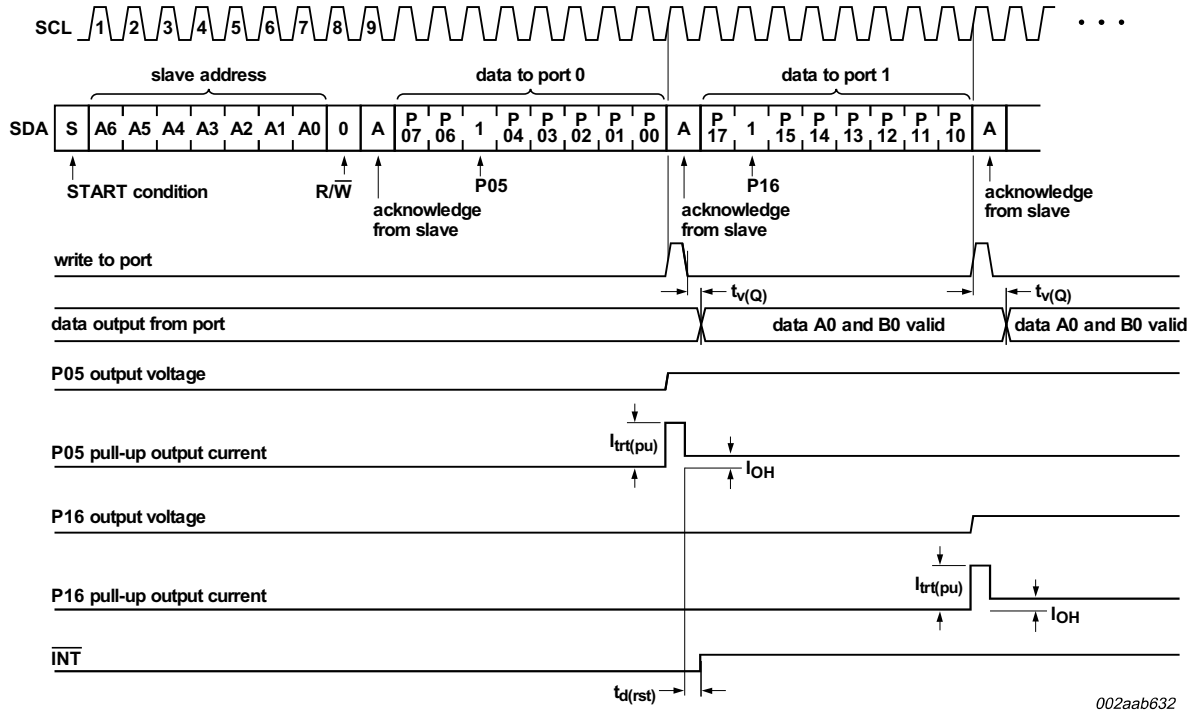 SCL 1 2 3 4 5 6 7 8 9 . . .
slave address data to port 0 data to port 1
SDA S A6 A5 A4 A3 A2 A1 A0 0 A P07 P06 1 P04 P03 P02 P01 P00 A P17 1 P15 P14 P13 P12 P11 P10 A
START condition R/W̅ P05 P16
acknowledge from slave
acknowledge from slave
acknowledge from slave
write to port
tv(Q) tv(Q)
data output from port data A0 and B0 valid data A0 and B0 valid
P05 output voltage
Itrt(pu)
P05 pull-up output current
IOH
P16 output voltage
Itrt(pu)
P16 pull-up output current
IOH
I̅N̅T̅
td(rst)
002aab632